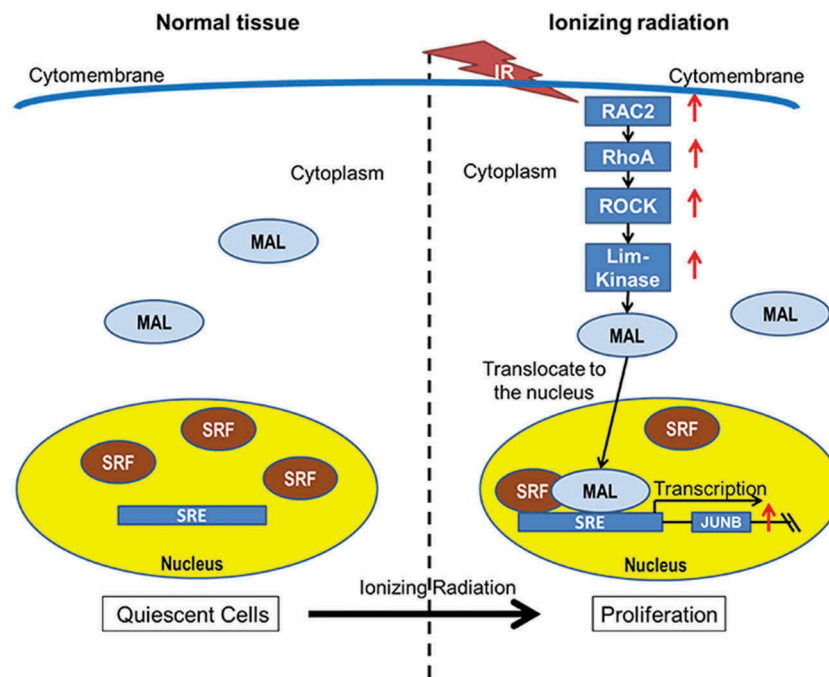 Normal tissue
Ionizing radiation
Cytomembrane
IR
Cytomembrane
RAC2
RhoA
Cytoplasm
Cytoplasm
ROCK
MAL
Lim-
Kinase
MAL
MAL
MAL
Translocate to
the nucleus
SRF
SRF
SRF
SRF
SRF
MAL
Transcription
SRE
SRE
JUNB
Nucleus
Nucleus
Ionizing Radiation
Quiescent Cells
Proliferation